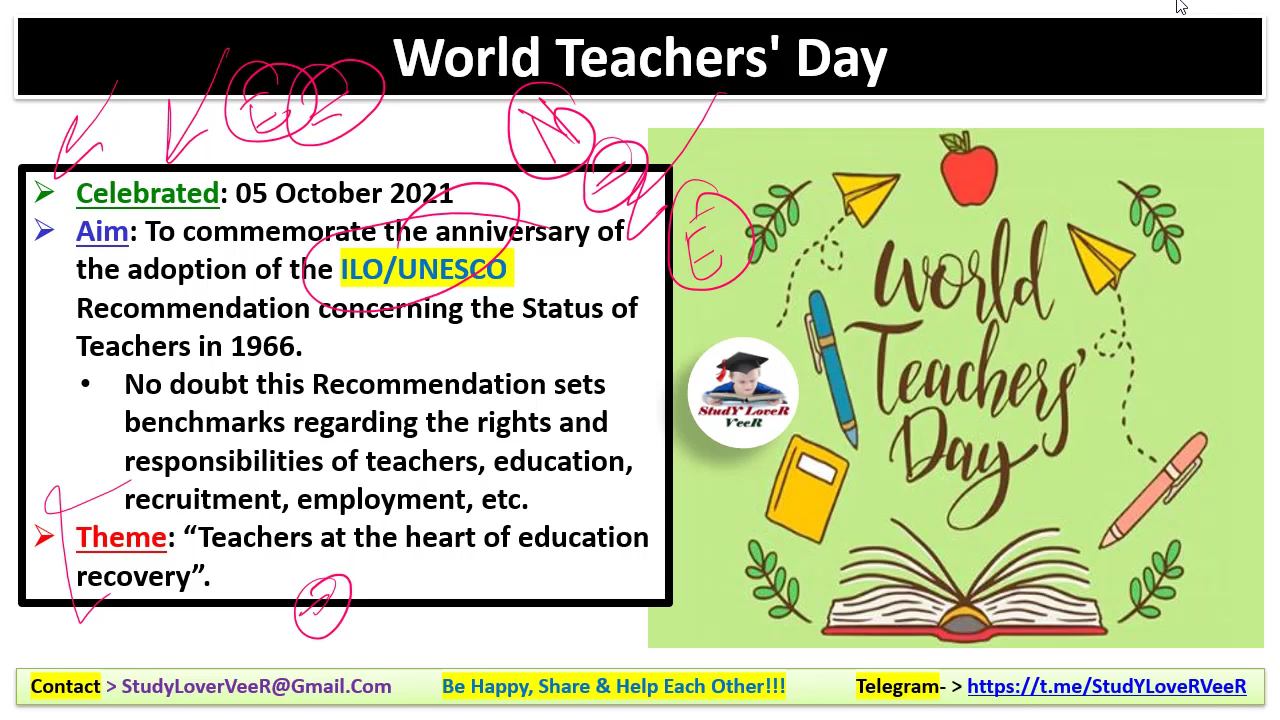 World Teachers' Day
Celebrated: 05 October 2021
Aim: To commemorate the anniversary of
the adoption of the ILO/UNESCO
Recommendation concerning the Status of
Teachers in 1966.
• No doubt this Recommendation sets
benchmarks regarding the rights and
responsibilities of teachers, education,
recruitment, employment, etc.
Theme: “Teachers at the heart of education
recovery”.
E E
N
E
World
Teachers'
Day
StudY LoveR
VeeR
Contact > StudyLoverVeeR@Gmail.Com
Be Happy, Share & Help Each Other!!!
Telegram- > https://t.me/StudYLoveRVeeR